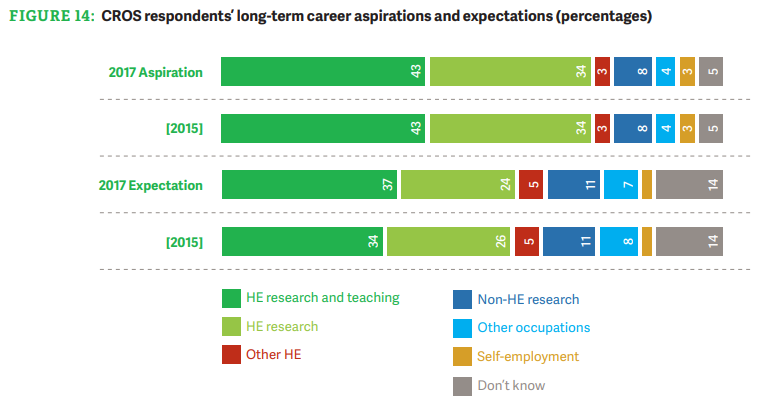 FIGURE 14: CROS respondents' long-term career aspirations and expectations (percentages)
2017 Aspiration 43 34 3 8 4 3 5
[2015] 43 34 3 8 4 3 5
2017 Expectation 37 24 5 11 7 14
[2015] 34 26 5 11 8 14
HE research and teaching
HE research
Other HE
Non-HE research
Other occupations
Self-employment
Don't know